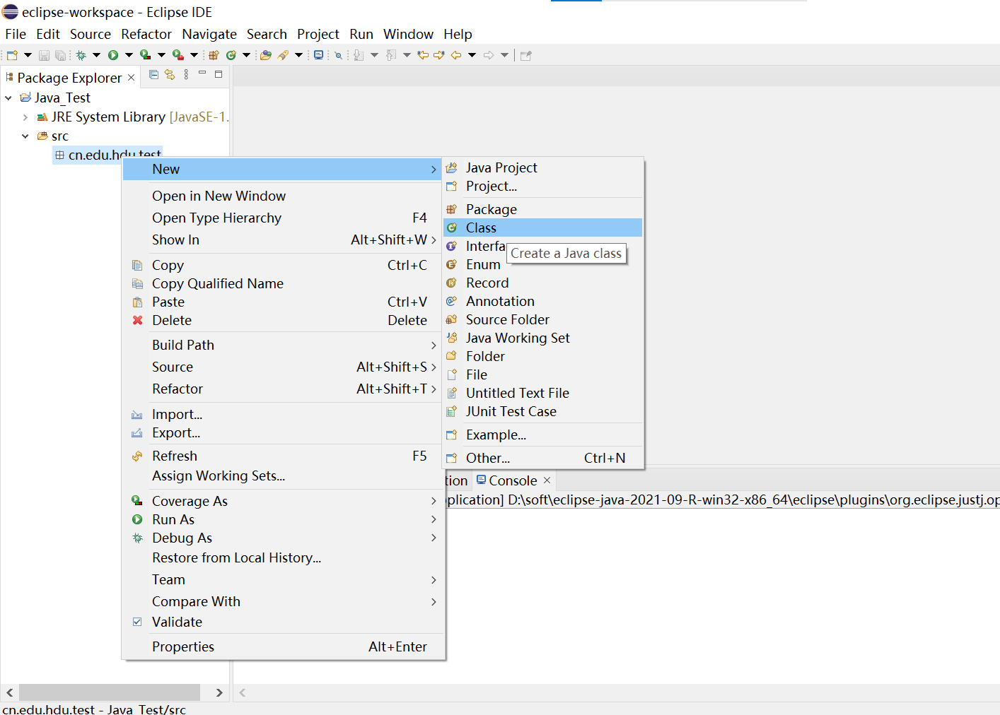 eclipse-workspace - Eclipse IDE
File Edit Source Refactor Navigate Search Project Run Window Help
Package Explorer
Java_Test
JRE System Library [JavaSE-1.
src
cn.edu.hdu.test
New
Open in New Window
Open Type Hierarchy F4
Show In Alt+Shift+W
Copy Ctrl+C
Copy Qualified Name
Paste Ctrl+V
Delete Delete
Build Path
Source Alt+Shift+S
Refactor Alt+Shift+T
Import...
Export...
Refresh F5
Assign Working Sets...
Coverage As
Run As
Debug As
Restore from Local History...
Team
Compare With
Validate
Properties Alt+Enter
Java Project
Project...
Package
Class
Interfa
Create a Java class
Enum
Record
Annotation
Source Folder
Java Working Set
Folder
File
Untitled Text File
JUnit Test Case
Example...
Other... Ctrl+N
tion Console
plication] D:\soft\eclipse-java-2021-09-R-win32-x86_64\eclipse\plugins\org.eclipse.justj.op
cn.edu.hdu.test - Java_Test/src